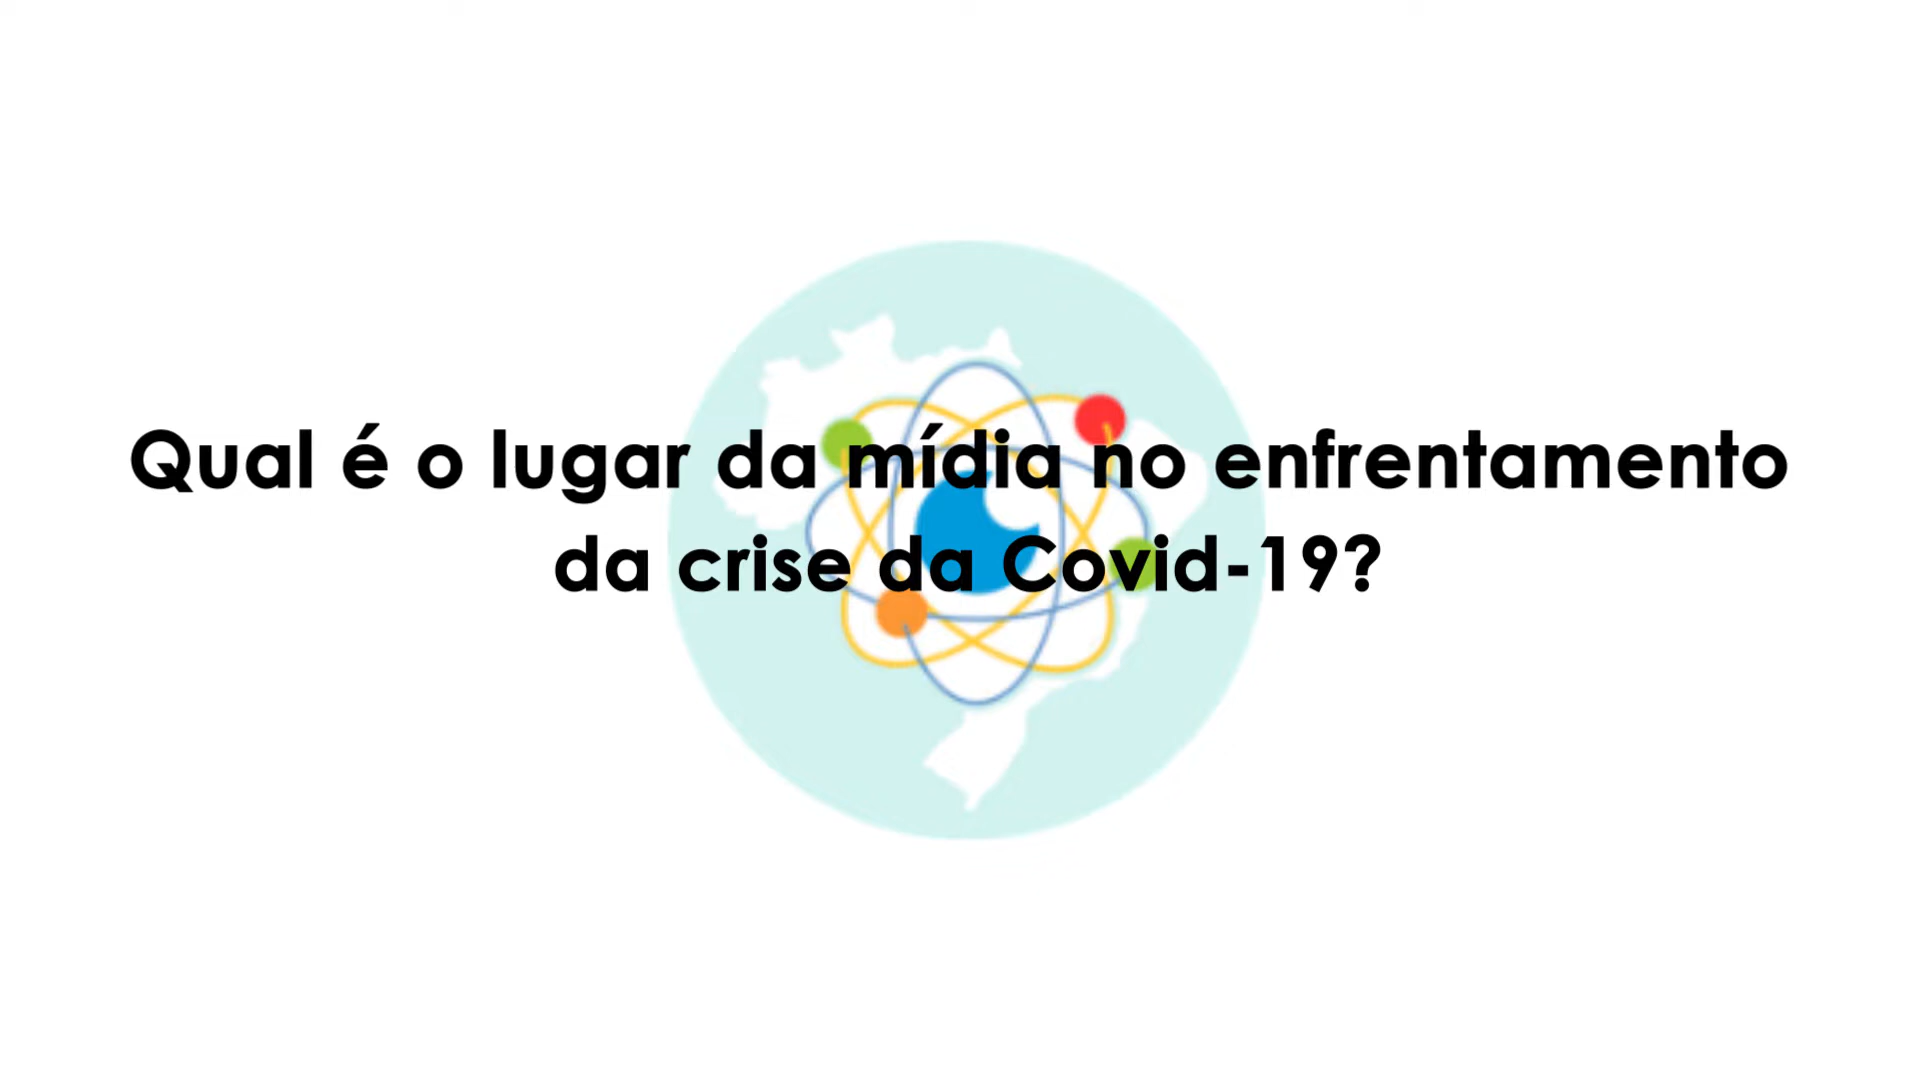 Qual é o lugar da mídia no enfrentamento
da crise da Covid-19?